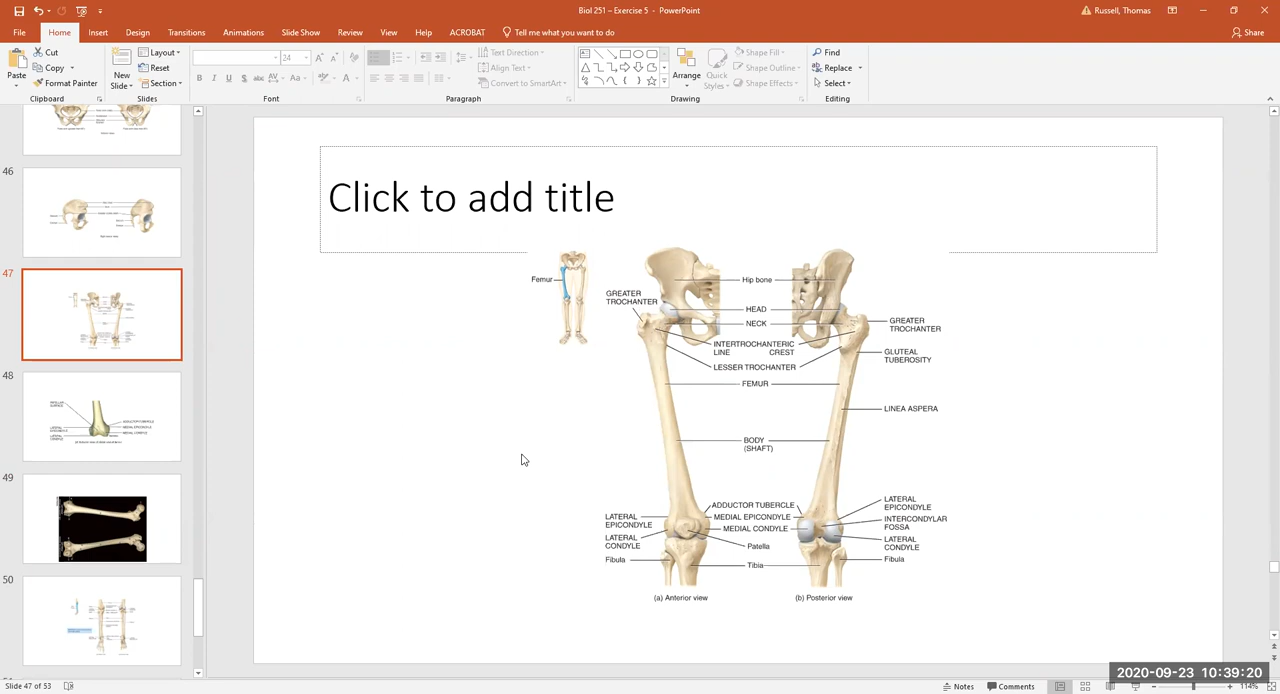 Biol 251 – Exercise 5 - PowerPoint
Russell, Thomas
File Home Insert Design Transitions Animations Slide Show Review View Help ACROBAT Tell me what you want to do
Share
Cut
Copy
Format Painter
Paste
Clipboard
New
Slide
Layout
Reset
Section
Slides
24
B I U S abc AV Aa A
Font
Text Direction
Align Text
Convert to SmartArt
Paragraph
Arrange
Quick
Styles
Shape Fill
Shape Outline
Shape Effects
Drawing
Find
Replace
Select
Editing
46
47
48
49
50
Click to add title
Femur
GREATER
TROCHANTER
Hip bone
HEAD
NECK
INTERTROCHANTERIC
LINE CREST
LESSER TROCHANTER
FEMUR
BODY
(SHAFT)
GREATER
TROCHANTER
GLUTEAL
TUBEROSITY
LINEA ASPERA
LATERAL
EPICONDYLE
LATERAL
CONDYLE
Fibula
ADDUCTOR TUBERCLE
MEDIAL EPICONDYLE
MEDIAL CONDYLE
Patella
Tibia
LATERAL
EPICONDYLE
INTERCONDYLAR
FOSSA
LATERAL
CONDYLE
Fibula
(a) Anterior view
(b) Posterior view
2020-09-23 10:39:20
Slide 47 of 53
Notes
Comments
114%